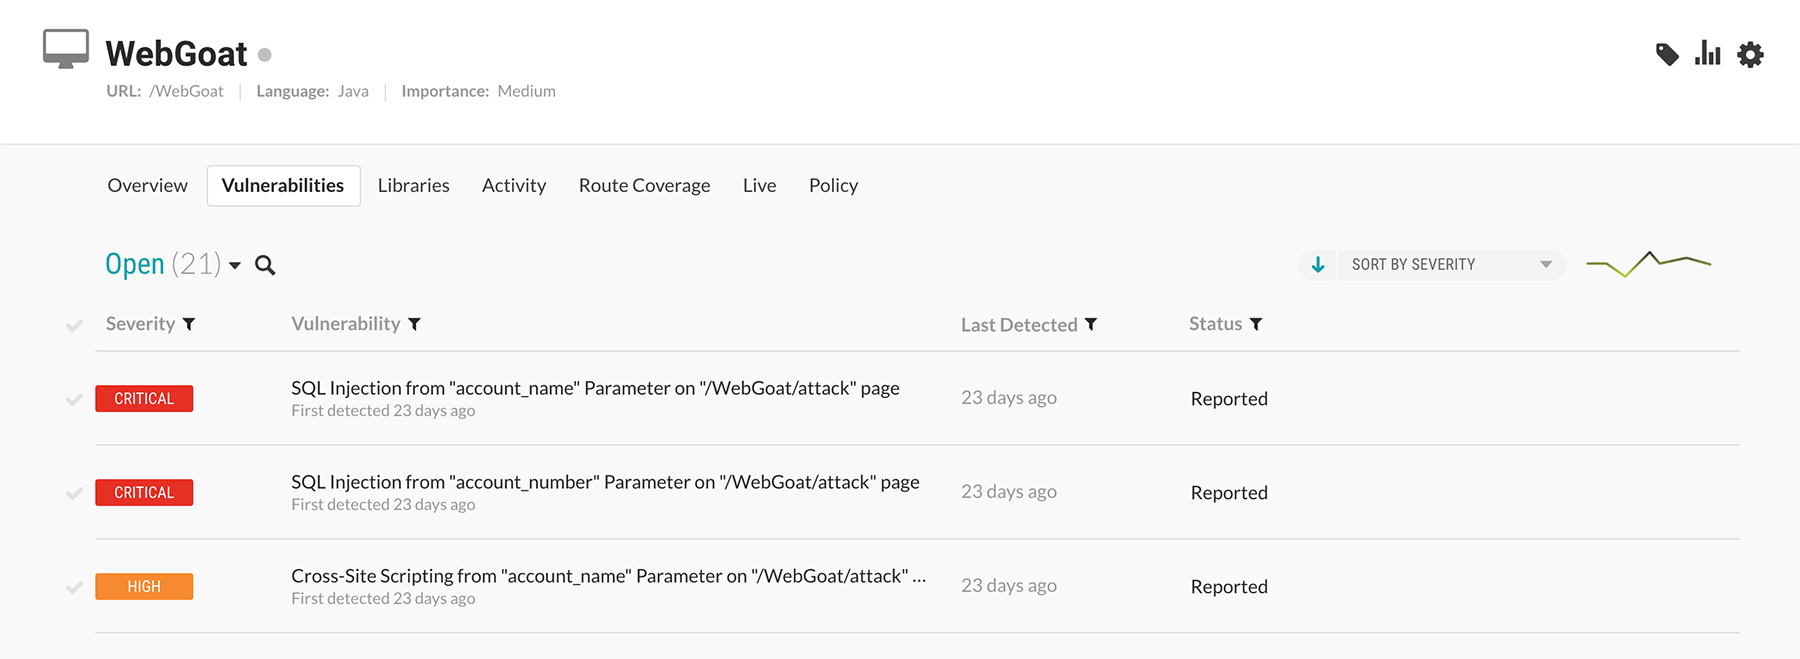 WebGoat
URL: /WebGoat | Language: Java | Importance: Medium
Overview Vulnerabilities Libraries Activity Route Coverage Live Policy
Open (21)
SORT BY SEVERITY
Severity Vulnerability Last Detected Status
CRITICAL SQL Injection from "account_name" Parameter on "/WebGoat/attack" page 23 days ago Reported
First detected 23 days ago
CRITICAL SQL Injection from "account_number" Parameter on "/WebGoat/attack" page 23 days ago Reported
First detected 23 days ago
HIGH Cross-Site Scripting from "account_name" Parameter on "/WebGoat/attack" ... 23 days ago Reported
First detected 23 days ago